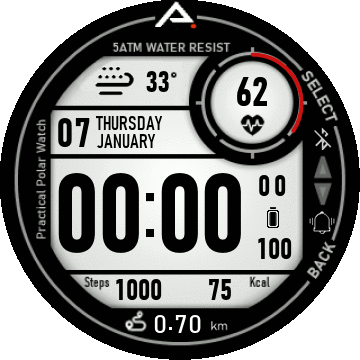 5ATM WATER RESIST
33°
62
SELECT
07 THURSDAY
JANUARY
Practical Polar Watch
00:00
00
100
BACK
Steps 1000 75 Kcal
0.70 km